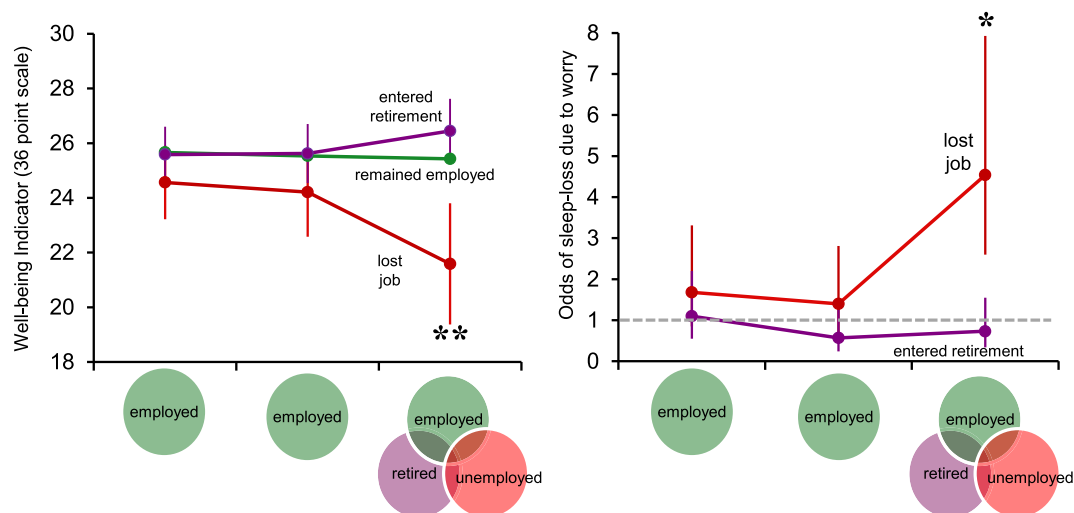 Well-being Indicator (36 point scale)
30
28
26
24
22
20
18
entered
retirement
remained employed
lost
job
**
employed
employed
employed
retired
unemployed
Odds of sleep-loss due to worry
8
7
6
5
4
3
2
1
0
*
lost
job
entered retirement
employed
employed
employed
retired
unemployed